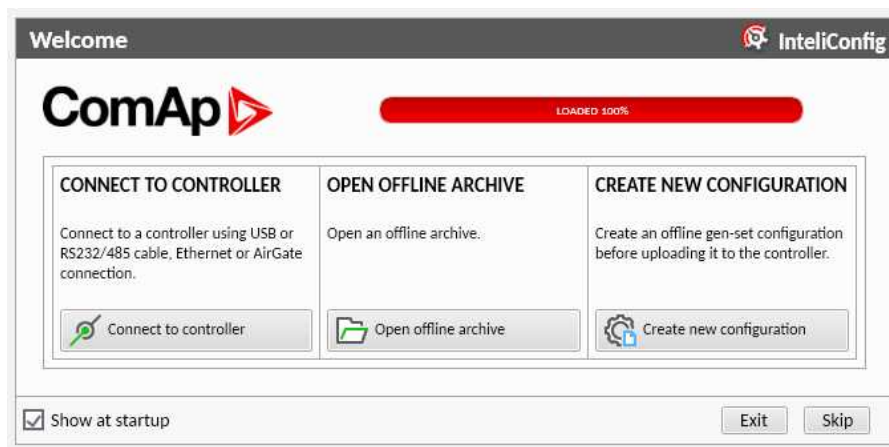 Welcome
InteliConfig
ComAp
LOADED 100%
CONNECT TO CONTROLLER
Connect to a controller using USB or
RS232/485 cable, Ethernet or AirGate
connection.
Connect to controller
OPEN OFFLINE ARCHIVE
Open an offline archive.
Open offline archive
CREATE NEW CONFIGURATION
Create an offline gen-set configuration
before uploading it to the controller.
Create new configuration
Show at startup
Exit
Skip